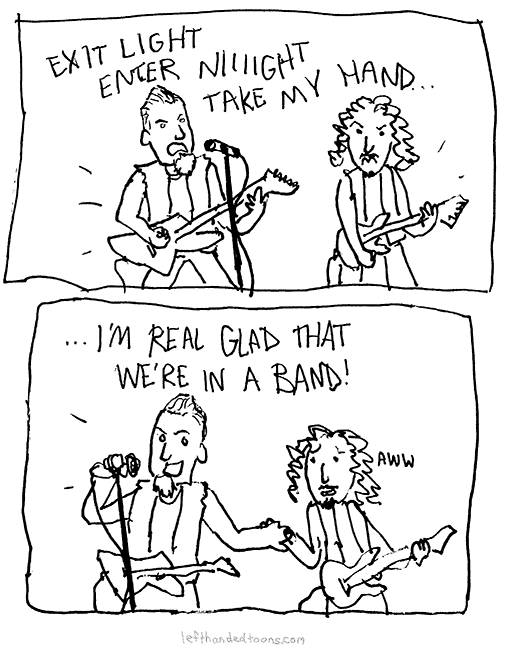 EXIT LIGHT
ENTER NIIIIGHT
TAKE MY HAND...
...I'M REAL GLAD THAT
WE'RE IN A BAND!
AWW
lefthandedtoons.com